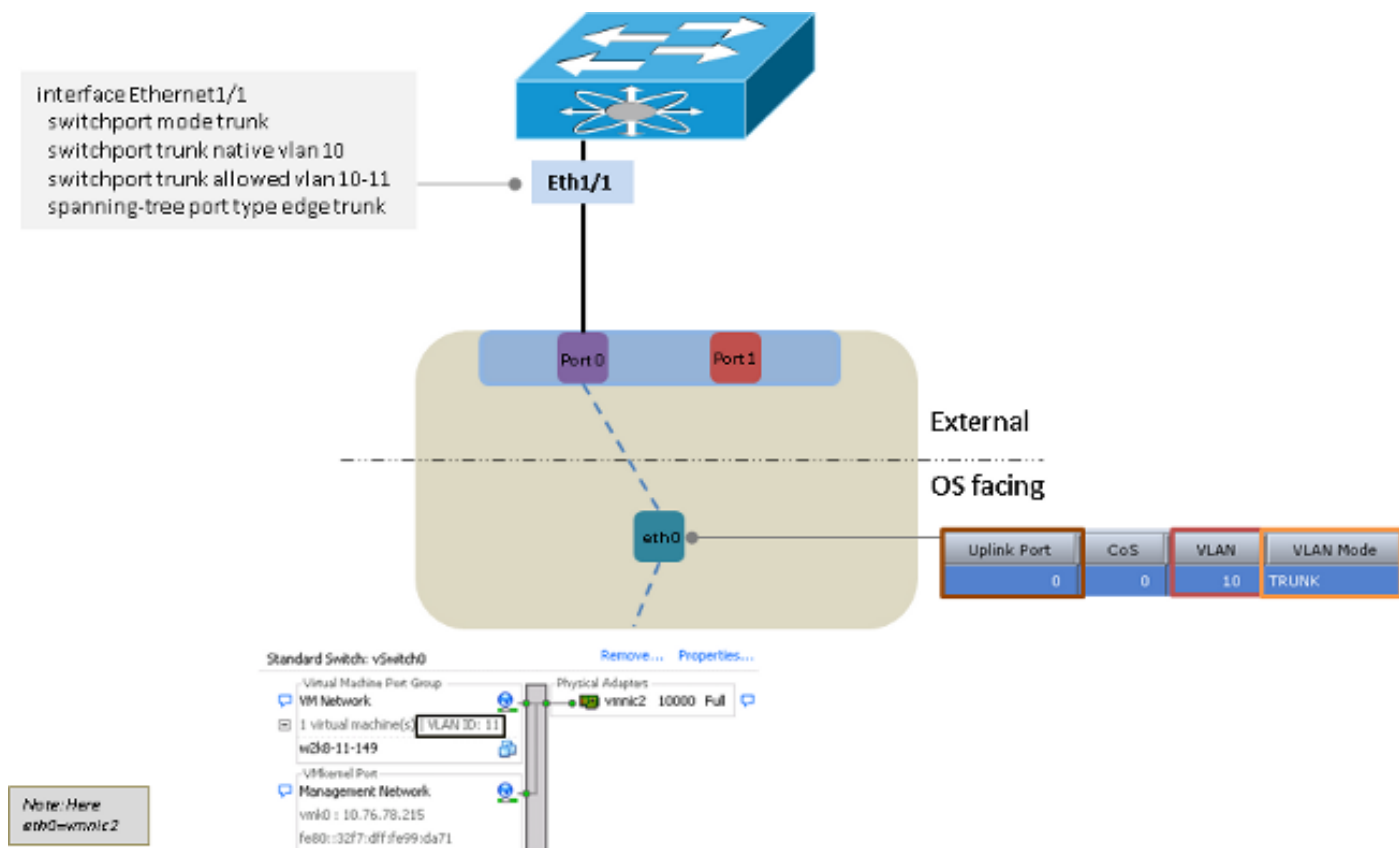 interface Ethernet1/1
switchport mode trunk
switchport trunk native vlan 10
switchport trunk allowed vlan 10-11
spanning-tree port type edge trunk
Eth1/1
Port 0
Port 1
External
OS facing
eth0
Uplink Port CoS VLAN VLAN Mode
0 0 10 TRUNK
Standard Switch: vSwitch0 Remove... Properties...
Virtual Machine Port Group
VM Network
1 virtual machine(s) | VLAN ID: 11
w2k8-11-149
Physical Adapters
vmnic2 10000 Full
VMkernel Port
Management Network
vmk0 : 10.76.78.215
fe80::32f7:dff:fe99:da71
Note: Here
eth0=vmnic2